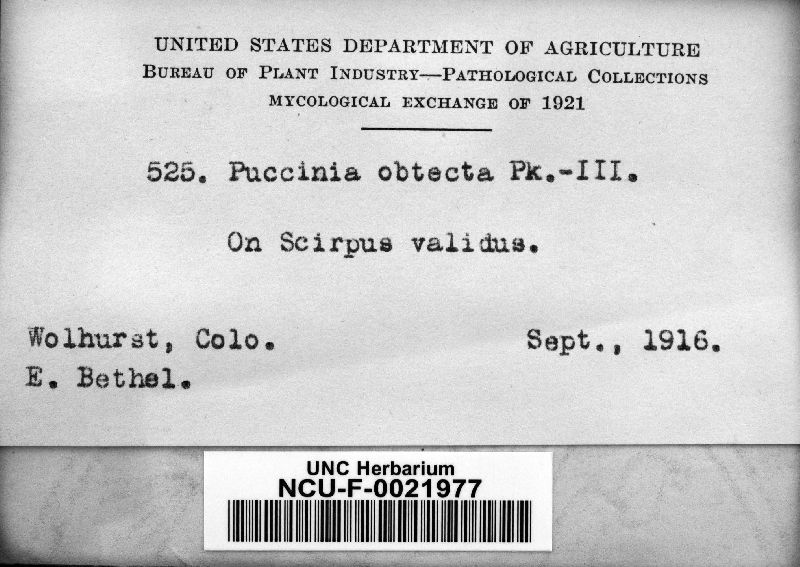 UNITED STATES DEPARTMENT OF AGRICULTURE
BUREAU OF PLANT INDUSTRY—PATHOLOGICAL COLLECTIONS
MYCOLOGICAL EXCHANGE OF 1921
525. Puccinia obtecta Pk.-III.
On Scirpus validus.
Wolhurst, Colo. Sept., 1916.
E. Bethel.
UNC Herbarium
NCU-F-0021977